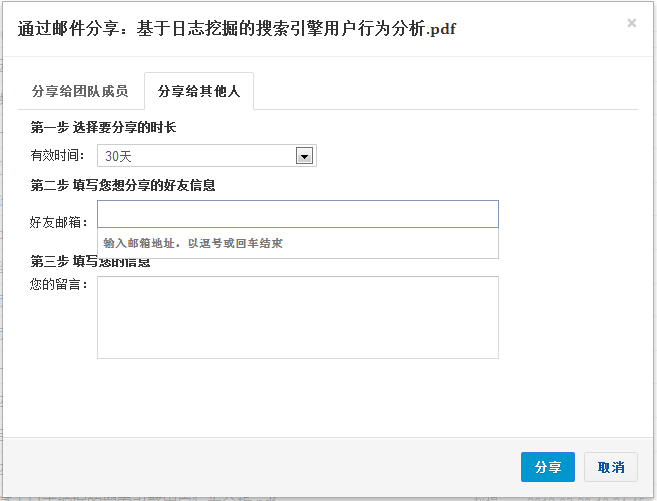 通过邮件分享：基于日志挖掘的搜索引擎用户行为分析.pdf
×
分享给团队成员 分享给其他人
第一步 选择要分享的时长
有效时间： 30天
第二步 填写您想分享的好友信息
好友邮箱：
输入邮箱地址，以逗号或回车结束
第三步 填写您的信息
您的留言：
分享 取消